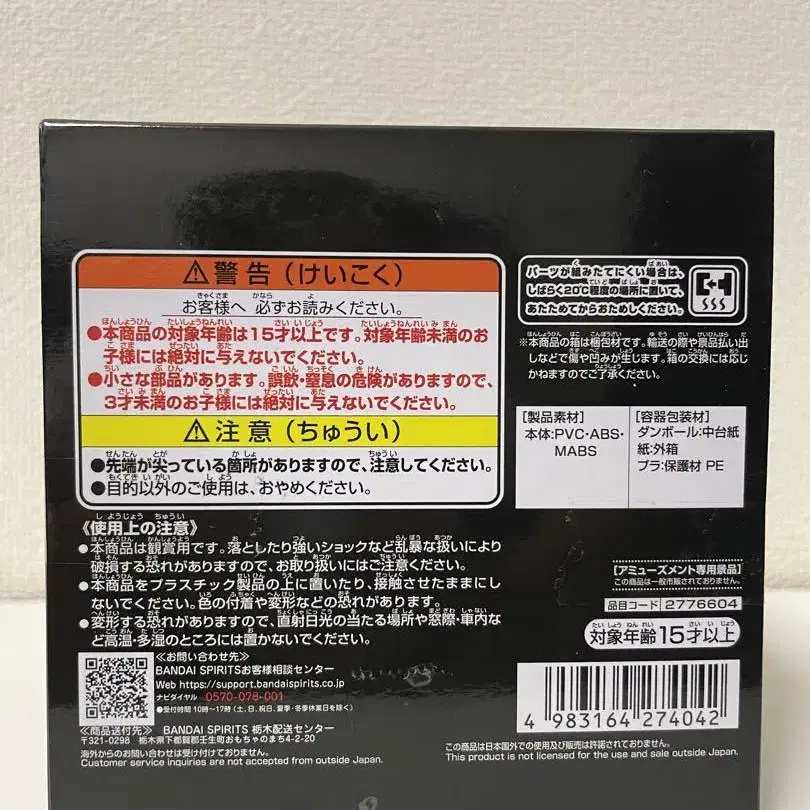 ⚠警告（けいこく）
お客様へ 必ずお読みください。
●本商品の対象年齢は15才以上です。対象年齢未満のお
子様には絶対に与えないでください。
●小さな部品があります。誤飲・窒息の危険がありますので、
3才未満のお子様には絶対に与えないでください。
⚠注意（ちゅうい）
●先端が尖っている箇所がありますので、注意してください。
●目的以外のご使用は、おやめください。
《使用上の注意》
●本商品は観賞用です。落としたり強いショックなど乱暴な扱いにより
破損する恐れがありますので、お取り扱いにはご注意ください。
●本商品をプラスチック製品の上に置いたり、接触させたままにし
ないでください。色の付着や変形などの恐れがあります。
●変形する恐れがありますので、直射日光の当たる場所や窓際・車内な
ど高温・多湿のところには置かないでください。
≪お問い合わせ先≫
BANDAI SPIRITSお客様相談センター
Web https://support.bandaispirits.co.jp/
ナビダイヤル 0570-078-001
●受付時間 10時～17時（土、日、祝日、夏季・冬季休業日を除く）
≪商品送付先≫ BANDAI SPIRITS 栃木配送センター
〒321-0298 栃木県下都賀郡壬生町おもちゃのまち4-2-20
海外からのお問い合わせは受け付けておりません。
Customer service inquiries are not accepted from outside Japan.
パーツが組みたてにくい場合は、
しばらく20℃程度の場所に置いて、
あたためてからおためしください。
※本商品の箱は梱包材です。輸送の際や景品払い出
しなどで傷や凹みが生じます。箱の交換には応じ
かねますのでご了承ください。
［製品素材］
本体:PVC・ABS・
MABS
［容器包装材］
ダンボール:中台紙
紙:外箱
プラ:保護材 PE
［アミューズメント専用景品］
この商品は一般市販されておりません。
品目コード 2776604
対象年齢15才以上
4 983164 274042
この商品は日本国外での使用及び販売は許諾されておりません。
This product is not licensed for the use and sale outside Japan.